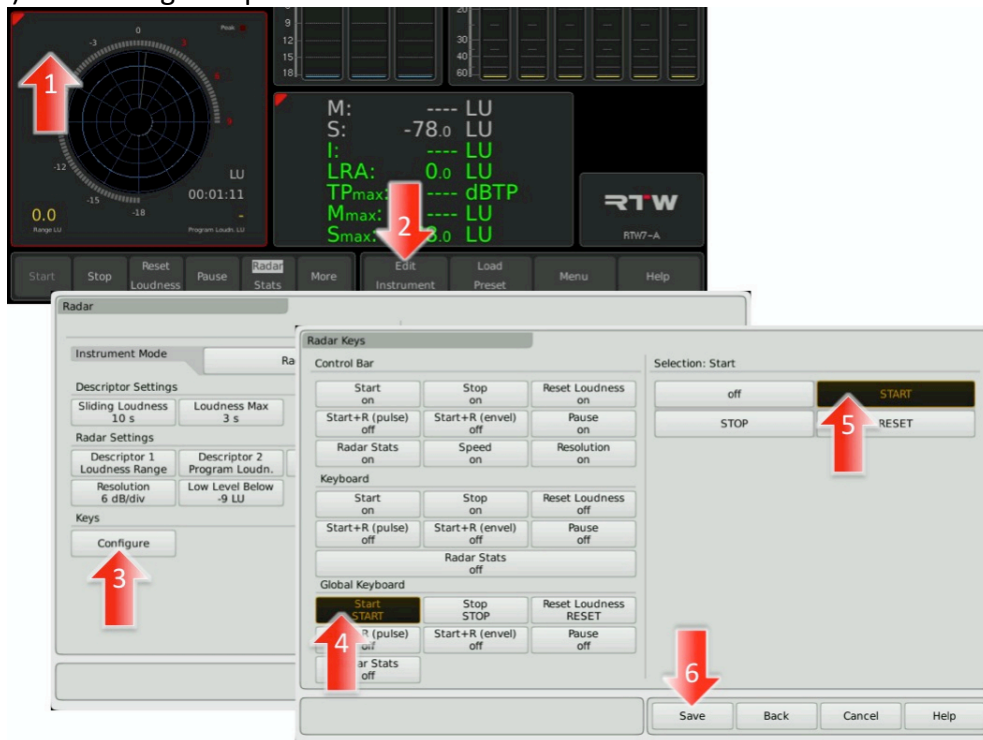 Peak
0
-3
-12
-15
-18
LU
00:01:11
0.0
-
Range LU
Program Loudn. LU
9
12
15
18
20
30
40
60
M: ---- LU
S: -78.0 LU
I: ---- LU
LRA: 0.0 LU
TPmax: ---- dBTP
Mmax: ---- LU
Smax: .0 LU
RTW
RTW7-A
1
2
Start
Stop
Reset
Loudness
Pause
Radar
Stats
More
Edit
Instrument
Load
Preset
Menu
Help
Radar
Instrument Mode
Ra
Descriptor Settings
Sliding Loudness
10 s
Loudness Max
3 s
Radar Settings
Descriptor 1
Loudness Range
Descriptor 2
Program Loudn.
Resolution
6 dB/div
Low Level Below
-9 LU
Keys
Configure
3
Radar Keys
Control Bar
Start
on
Stop
on
Reset Loudness
on
Start+R (pulse)
off
Start+R (envel)
off
Pause
on
Radar Stats
on
Speed
on
Resolution
on
Keyboard
Start
on
Stop
on
Reset Loudness
off
Start+R (pulse)
off
Start+R (envel)
off
Pause
off
Radar Stats
off
Global Keyboard
Start
START
Stop
STOP
Reset Loudness
RESET
R (pulse)
off
Start+R (envel)
off
Pause
off
ar Stats
off
4
Selection: Start
off
START
STOP
RESET
5
6
Save
Back
Cancel
Help